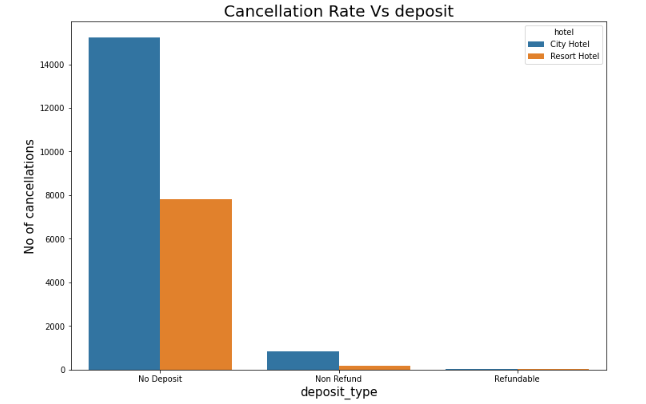 Cancellation Rate Vs deposit
hotel
City Hotel
Resort Hotel
No of cancellations
14000
12000
10000
8000
6000
4000
2000
0
No Deposit
Non Refund
Refundable
deposit_type